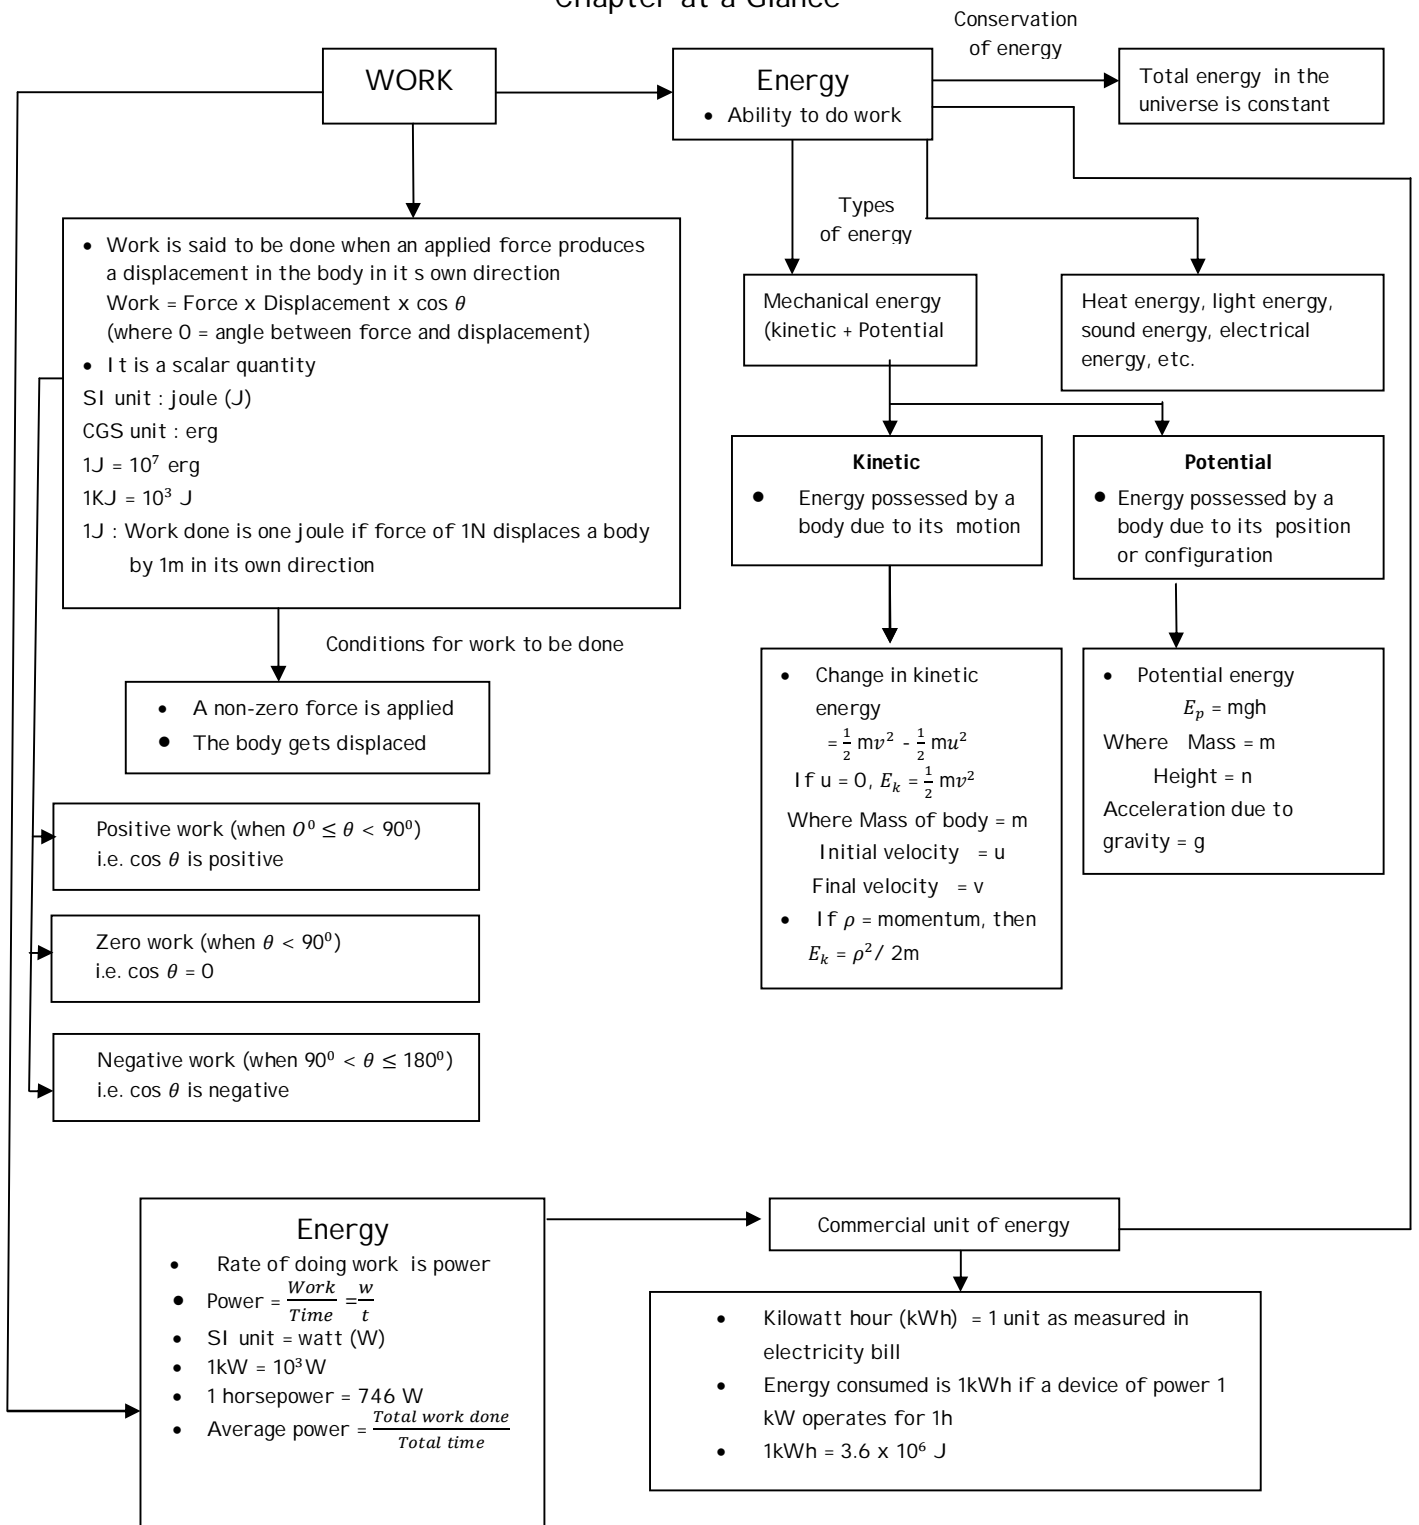 Chapter at a Glance
Conservation
of energy
WORK
Energy
• Ability to do work
Total energy in the
universe is constant
Types
of energy
• Work is said to be done when an applied force produces
a displacement in the body in it s own direction
Work = Force x Displacement x cos θ
(where 0 = angle between force and displacement)
• It is a scalar quantity
SI unit : joule (J)
CGS unit : erg
1J = 10⁷ erg
1KJ = 10³ J
1J : Work done is one joule if force of 1N displaces a body
by 1m in its own direction
Mechanical energy
(kinetic + Potential
Heat energy, light energy,
sound energy, electrical
energy, etc.
Kinetic
• Energy possessed by a
body due to its motion
Potential
• Energy possessed by a
body due to its position
or configuration
Conditions for work to be done
• A non-zero force is applied
• The body gets displaced
• Change in kinetic
energy
= 1/2 mv² - 1/2 mu²
If u = 0, E_k = 1/2 mv²
Where Mass of body = m
Initial velocity = u
Final velocity = v
• If ρ = momentum, then
E_k = ρ² / 2m
• Potential energy
E_p = mgh
Where Mass = m
Height = n
Acceleration due to
gravity = g
Positive work (when O⁰ ≤ θ < 90⁰)
i.e. cos θ is positive
Zero work (when θ < 90⁰)
i.e. cos θ = 0
Negative work (when 90⁰ < θ ≤ 180⁰)
i.e. cos θ is negative
Energy
• Rate of doing work is power
• Power = Work/Time = w/t
• SI unit = watt (W)
• 1kW = 10³W
• 1 horsepower = 746 W
• Average power = Total work done/Total time
Commercial unit of energy
• Kilowatt hour (kWh) = 1 unit as measured in
electricity bill
• Energy consumed is 1kWh if a device of power 1
kW operates for 1h
• 1kWh = 3.6 x 10⁶ J